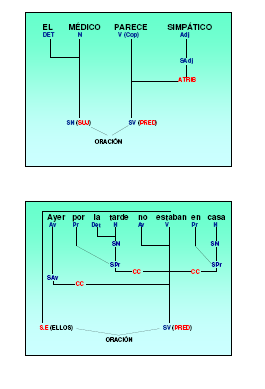 EL MÉDICO PARECE SIMPÁTICO
DET N V (Cop) Adj
SAdj
ATRIB
SN (SUJ) SV (PRED)
ORACIÓN
Ayer por la tarde no estaban en casa
Av Pr Det N Av V Pr N
SN SN
SPr SPr
CC CC
SAv
CC
S.E (ELLOS) SV (PRED)
ORACIÓN